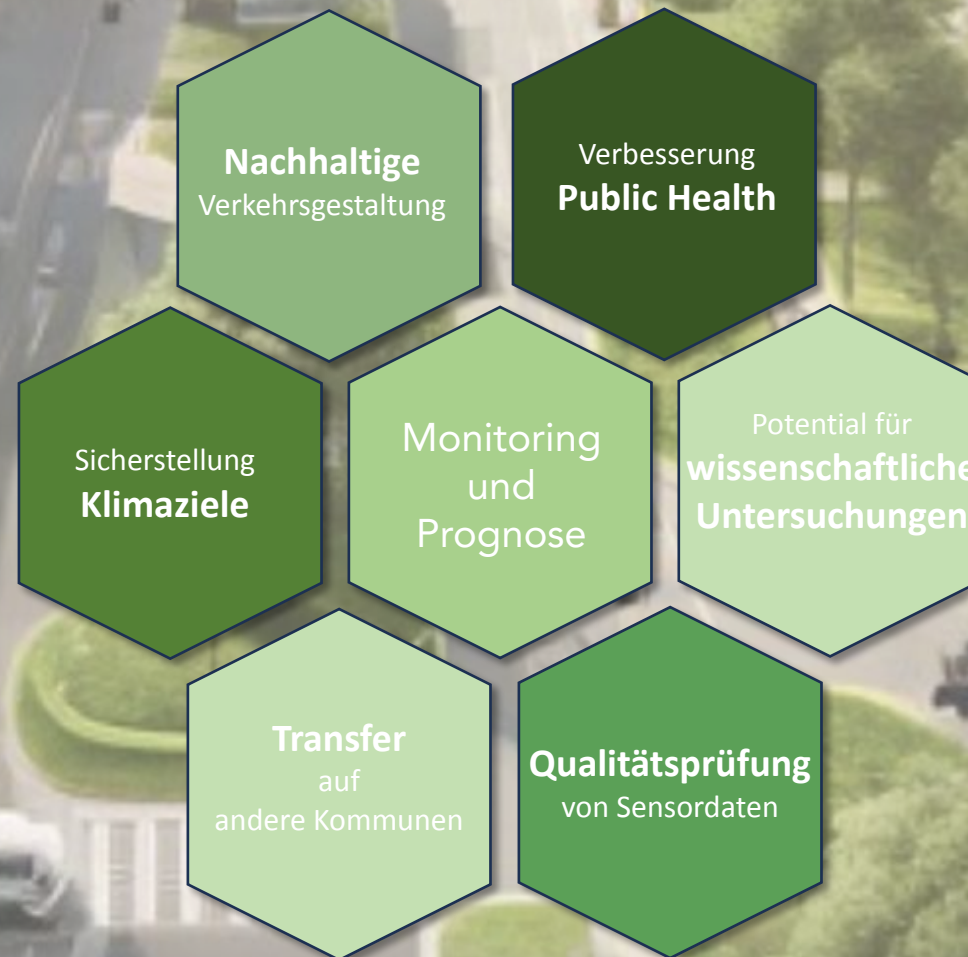 Nachhaltige
Verkehrsgestaltung
Verbesserung
Public Health
Sicherstellung
Klimaziele
Monitoring
und
Prognose
Potential für
wissenschaftliche
Untersuchungen
Transfer
auf
andere Kommunen
Qualitätsprüfung
von Sensordaten